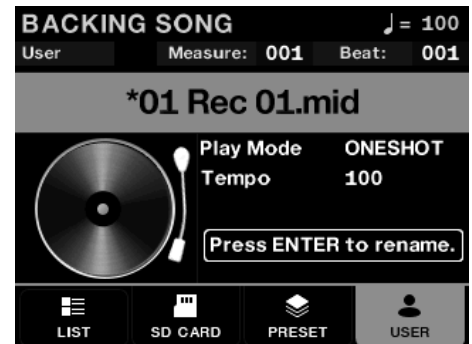 BACKING SONG ♩= 100
User Measure: 001 Beat: 001
*01 Rec 01.mid
Play Mode ONESHOT
Tempo 100
Press ENTER to rename.
LIST SD CARD PRESET USER